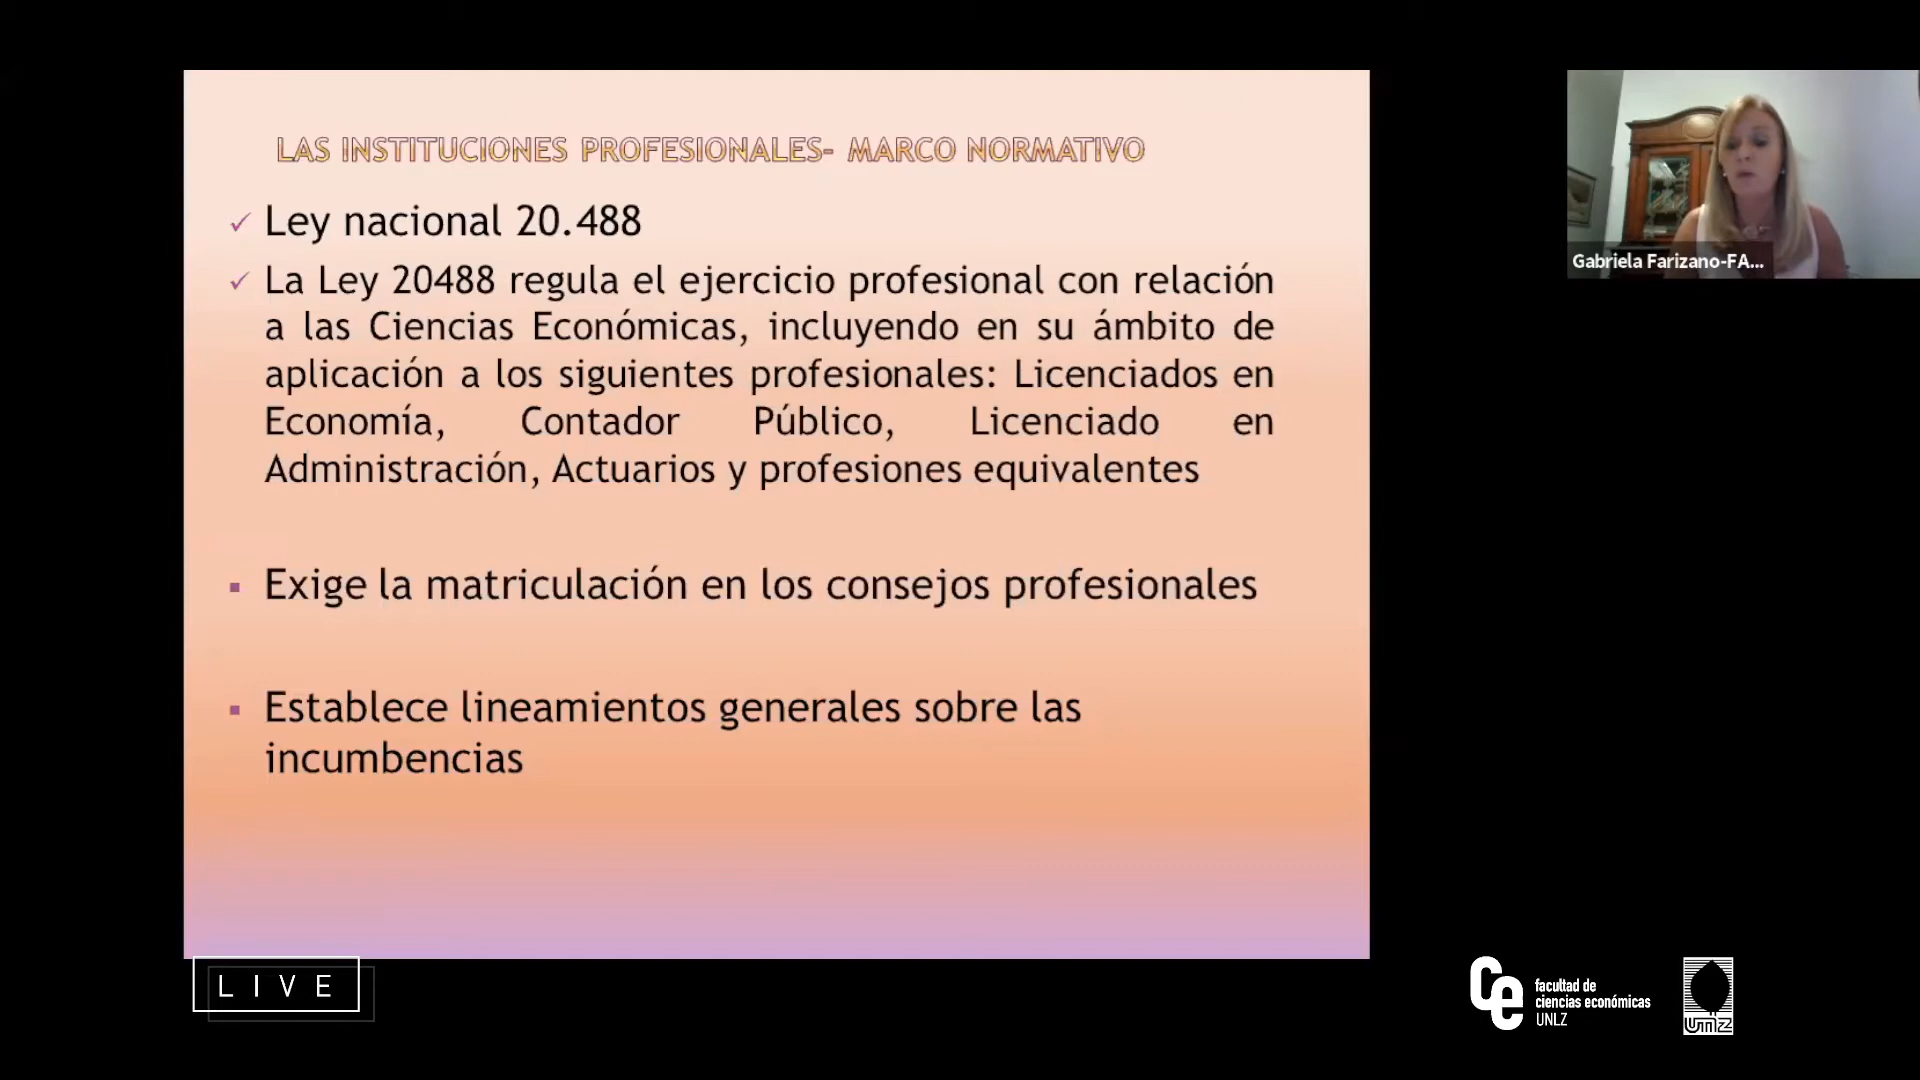 LAS INSTITUCIONES PROFESIONALES- MARCO NORMATIVO
Ley nacional 20.488
La Ley 20488 regula el ejercicio profesional con relación
a las Ciencias Económicas, incluyendo en su ámbito de
aplicación a los siguientes profesionales: Licenciados en
Economía, Contador Público, Licenciado en
Administración, Actuarios y profesiones equivalentes
Exige la matriculación en los consejos profesionales
Establece lineamientos generales sobre las
incumbencias
Gabriela Farizano-FA...
LIVE
ce
facultad de
ciencias económicas
UNLZ
UNLZ